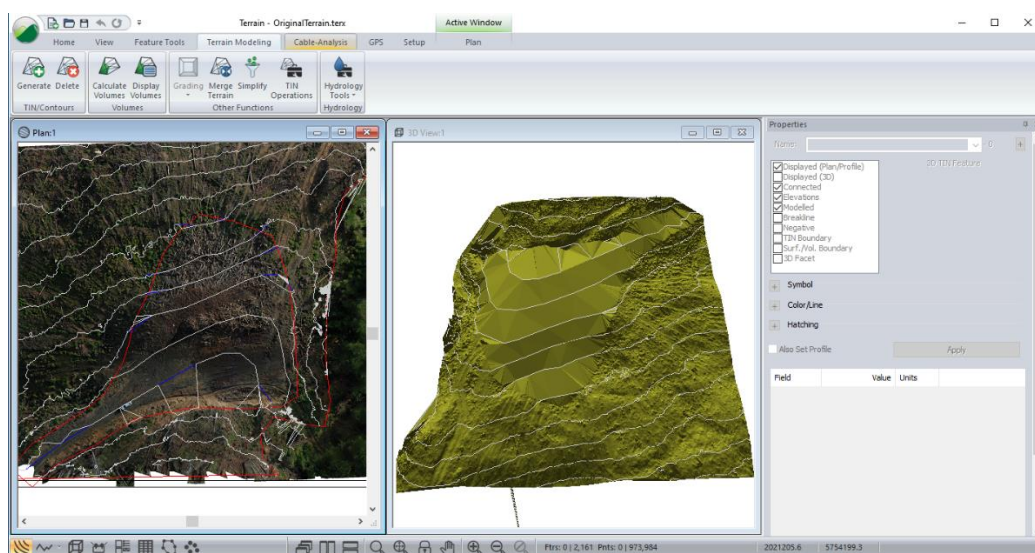 Terrain - OriginalTerrain.terx
Active Window
Home View Feature Tools Terrain Modeling Cable-Analysis GPS Setup Plan
Generate Delete Calculate Volumes Display Volumes Grading Merge Terrain Simplify TIN Operations Hydrology Tools
TIN/Contours Volumes Other Functions Hydrology
Plan:1
3D View:1
Properties
Name:
- 0
3D TIN Feature
Displayed (Plan/Profile)
Displayed (3D)
Connected
Elevations
Modelled
Breakline
Negative
TIN Boundary
Surf./Vol. Boundary
3D Facet
Symbol
Color/Line
Hatching
Also Set Profile Apply
Field Value Units
Ftrs: 0 | 2,161 Pnts: 0 | 973,984 2021205.6 5754199.3